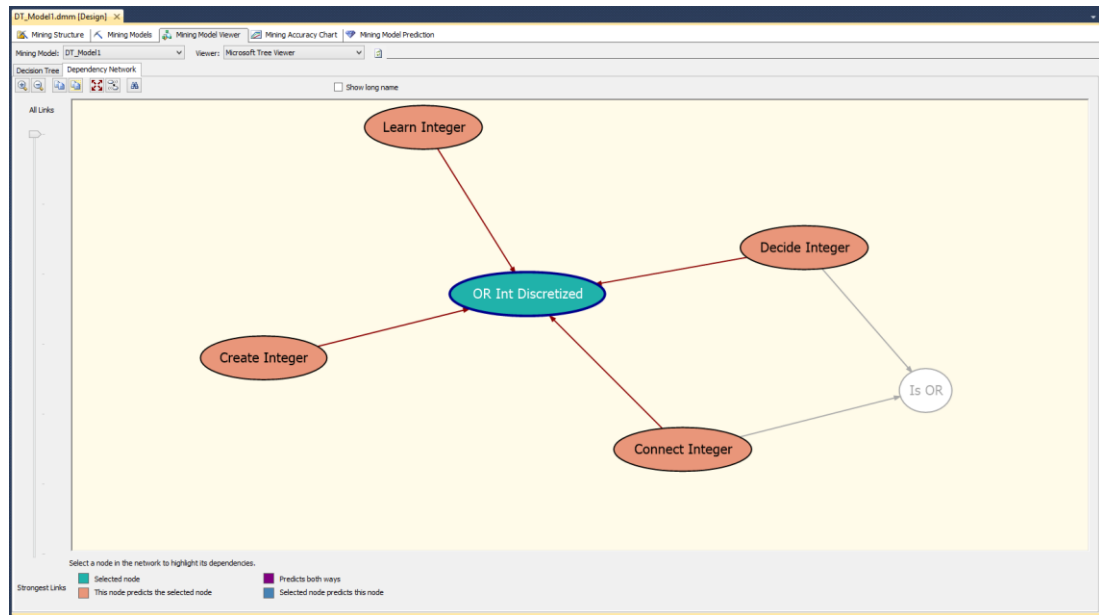 DT_Model1.dmm [Design]
Mining Structure Mining Models Mining Model Viewer Mining Accuracy Chart Mining Model Prediction
Mining Model: DT_Model1 Viewer: Microsoft Tree Viewer
Decision Tree Dependency Network
Show long name
All Links
Learn Integer
Decide Integer
OR Int Discretized
Create Integer
Is OR
Connect Integer
Select a node in the network to highlight its dependencies.
Selected node Predicts both ways
Strongest Links
This node predicts the selected node Selected node predicts this node